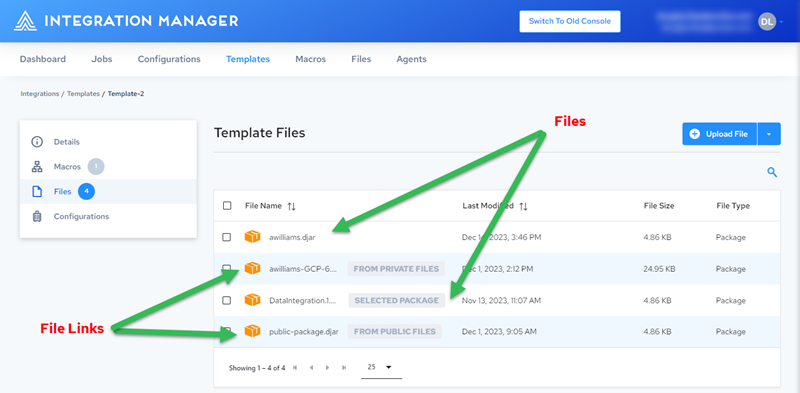 INTEGRATION MANAGER
Switch To Old Console
DL
Dashboard Jobs Configurations Templates Macros Files Agents
Integrations / Templates / Template-2
Details
Macros 1
Files 4
Configurations
Template Files
Files
Upload File
File Name Last Modified File Size File Type
awilliams.djar 3:46 PM 4.86 KB Package
awilliams-GCP-6.... FROM PRIVATE FILES Dec 1, 2023, 2:12 PM 24.95 KB Package
DataIntegration.1.... SELECTED PACKAGE Nov 13, 2023, 11:07 AM 4.86 KB Package
public-package.djar FROM PUBLIC FILES Dec 1, 2023, 9:05 AM 4.86 KB Package
File Links
Showing 1 – 4 of 4 25